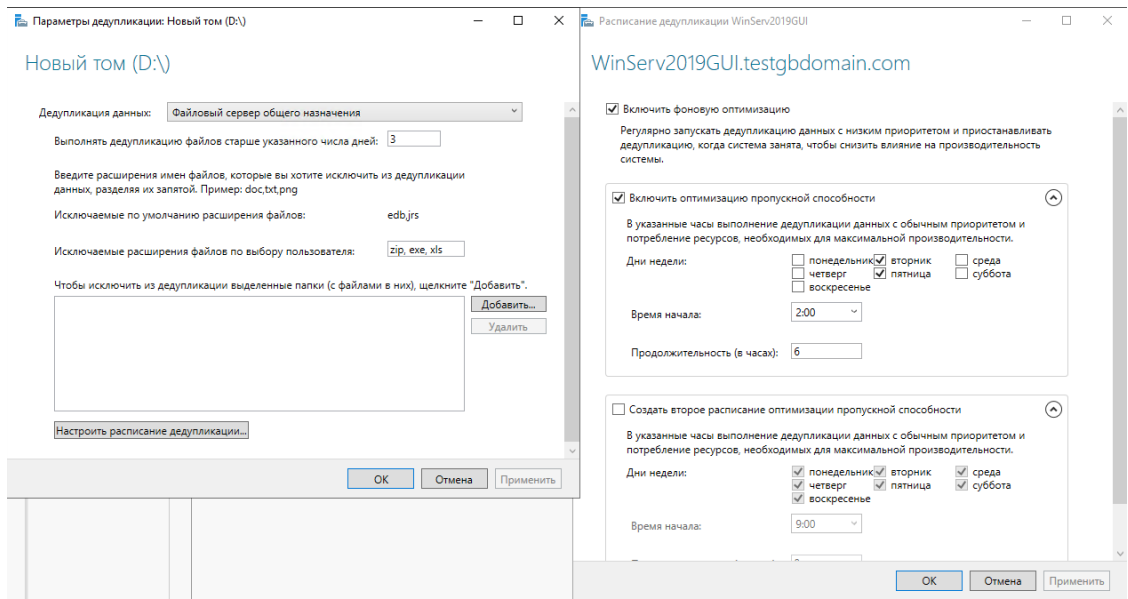 Параметры дедупликации: Новый том (D:\)
Новый том (D:\)
Дедупликация данных: Файловый сервер общего назначения
Выполнять дедупликацию файлов старше указанного числа дней: 3
Введите расширения имен файлов, которые вы хотите исключить из дедупликации
данных, разделяя их запятой. Пример: doc,txt,png
Исключаемые по умолчанию расширения файлов: edb,jrs
Исключаемые расширения файлов по выбору пользователя: zip, exe, xls
Чтобы исключить из дедупликации выделенные папки (с файлами в них), щелкните "Добавить".
Добавить...
Удалить
Настроить расписание дедупликации...
ОК Отмена Применить
Расписание дедупликации WinServ2019GUI
WinServ2019GUI.testgbdomain.com
Включить фоновую оптимизацию
Регулярно запускать дедупликацию данных с низким приоритетом и приостанавливать
дедупликацию, когда система занята, чтобы снизить влияние на производительность
системы.
Включить оптимизацию пропускной способности
В указанные часы выполнение дедупликации данных с обычным приоритетом и
потребление ресурсов, необходимых для максимальной производительности.
Дни недели: понедельник вторник среда
четверг пятница суббота
воскресенье
Время начала: 2:00
Продолжительность (в часах): 6
Создать второе расписание оптимизации пропускной способности
В указанные часы выполнение дедупликации данных с обычным приоритетом и
потребление ресурсов, необходимых для максимальной производительности.
Дни недели: понедельник вторник среда
четверг пятница суббота
воскресенье
Время начала: 9:00
ОК Отмена Применить